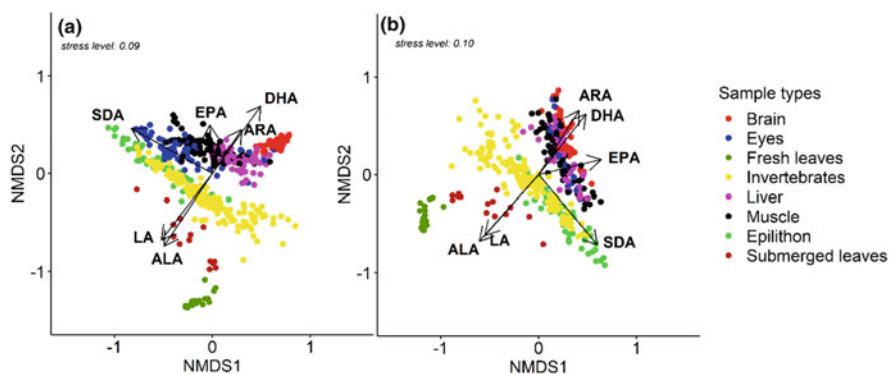 (a)
stress level: 0.09
1
0
-1
NMDS2
SDA
EPA
DHA
ARA
LA
ALA
-1
0
1
NMDS1
(b)
stress level: 0.10
1
0
-1
NMDS2
ARA
DHA
EPA
ALA
LA
SDA
-1
0
1
NMDS1
Sample types
Brain
Eyes
Fresh leaves
Invertebrates
Liver
Muscle
Epilithon
Submerged leaves